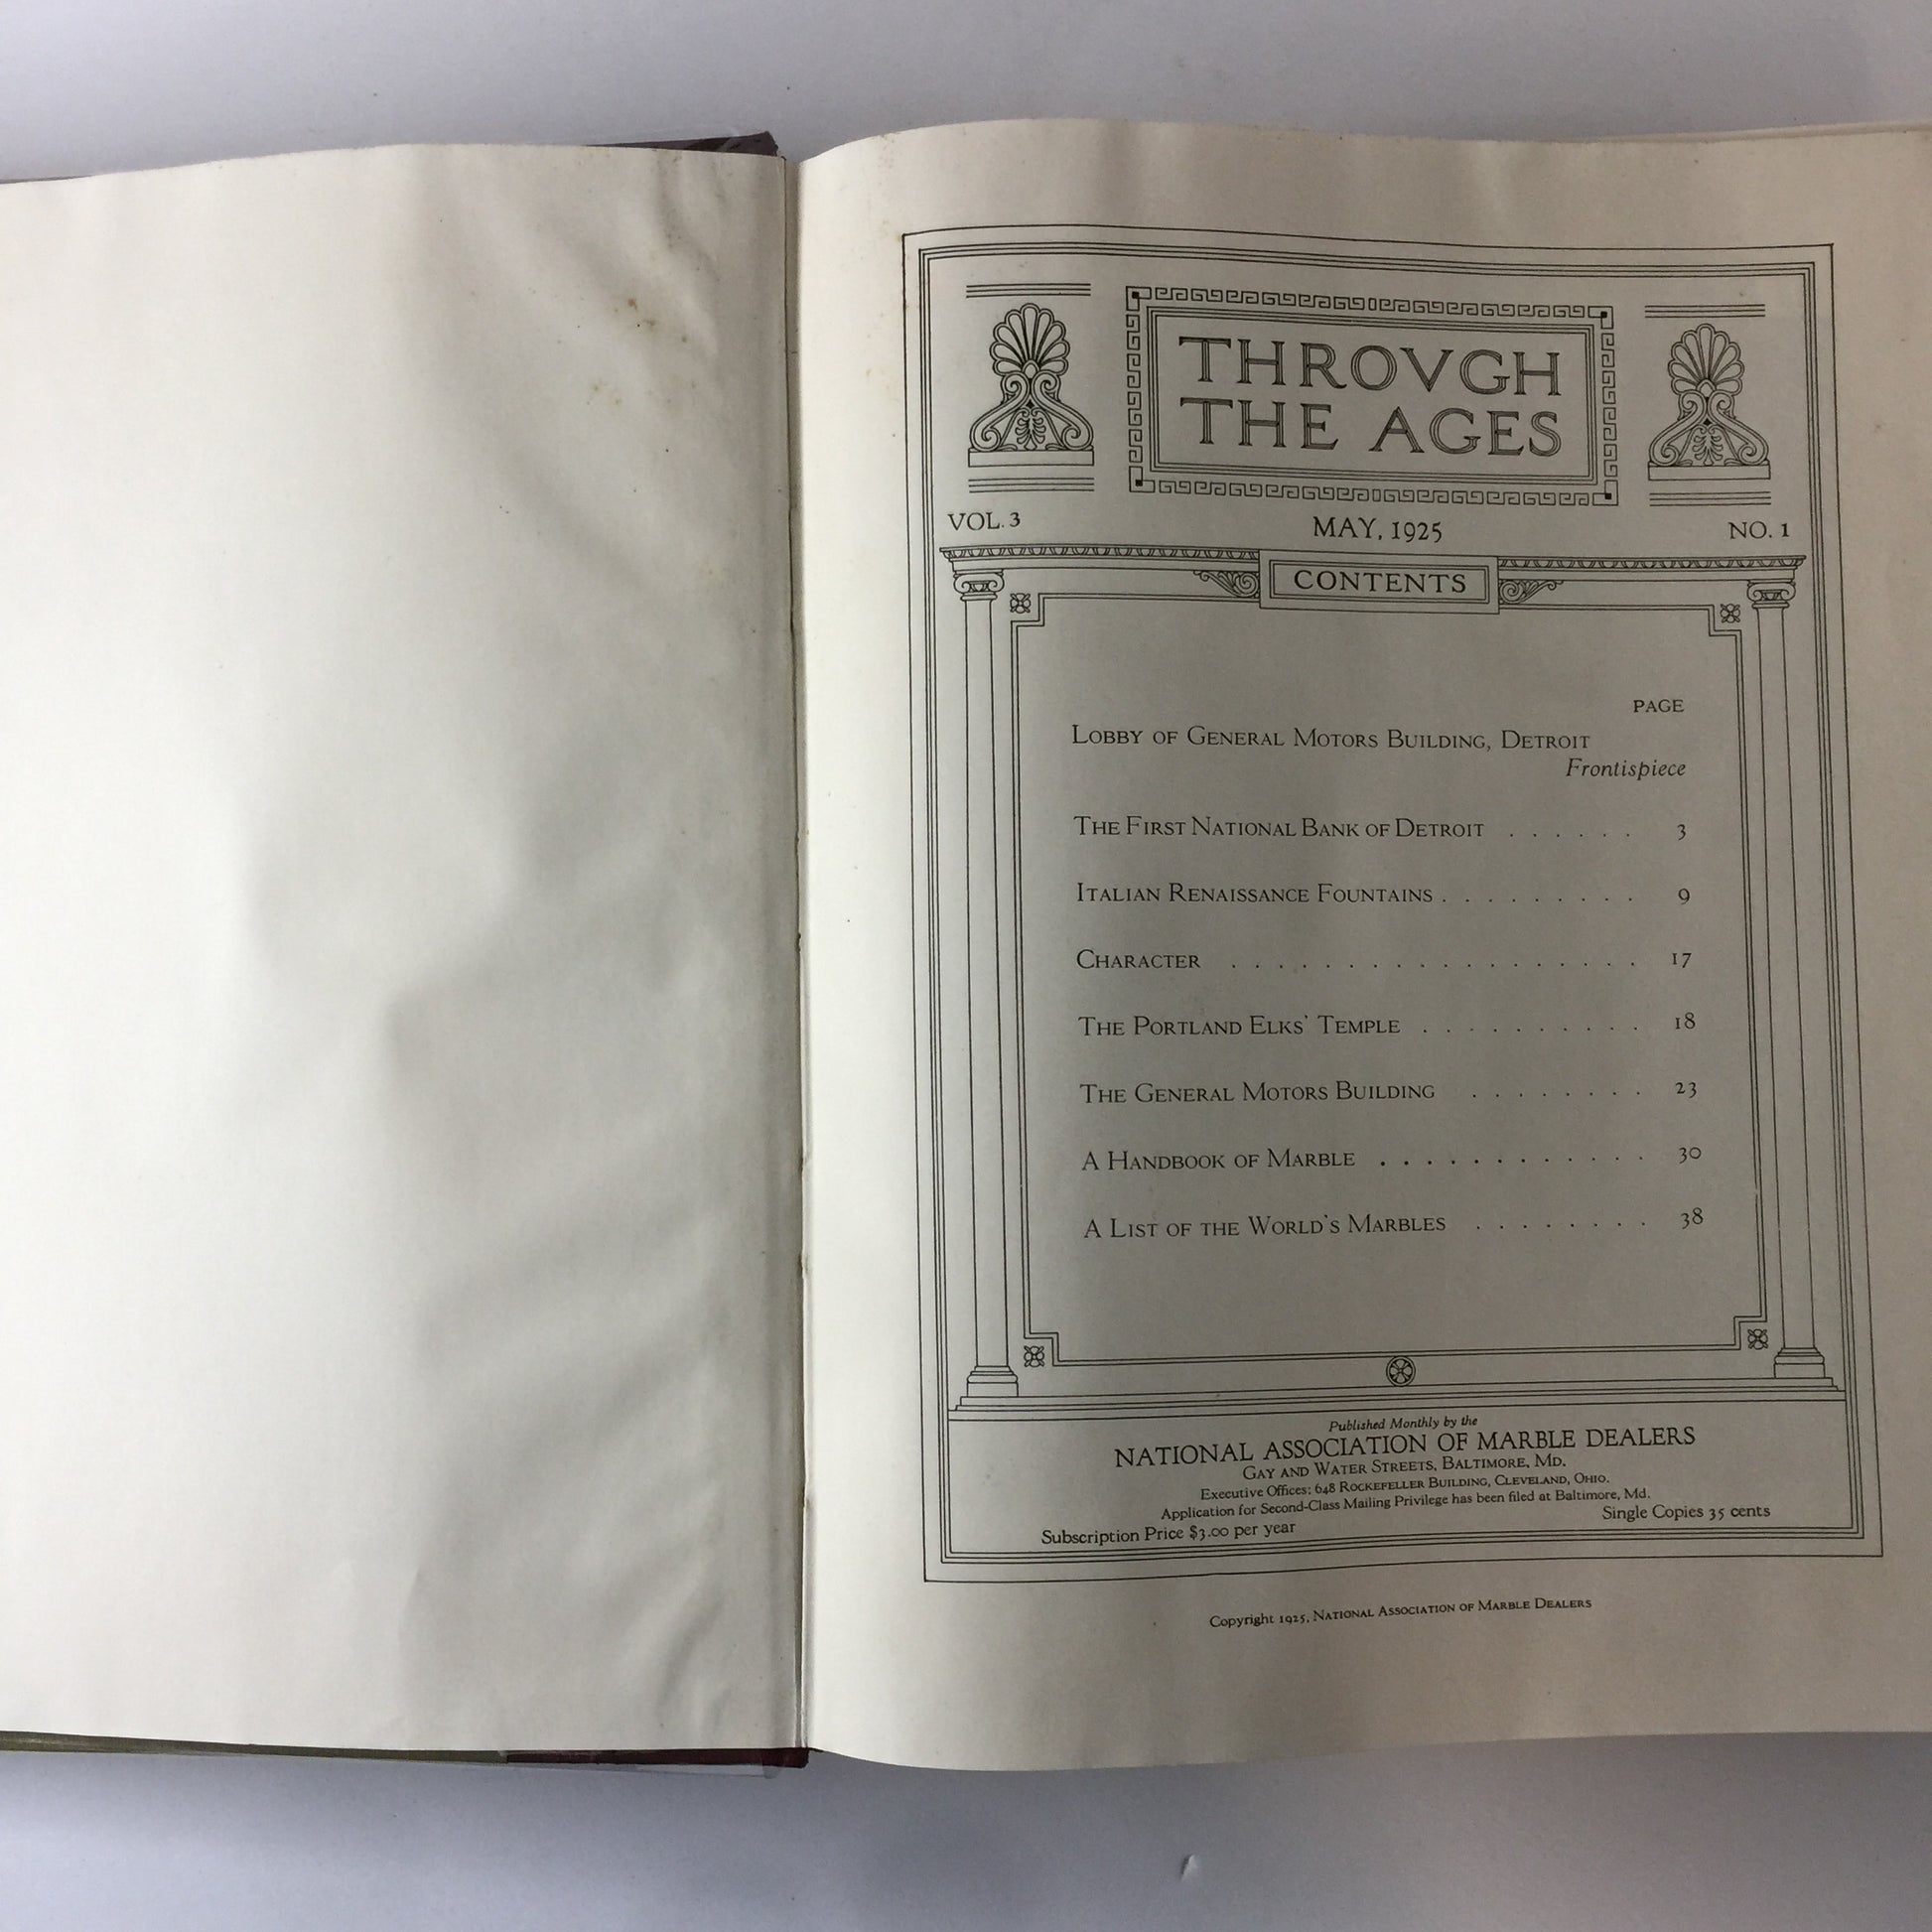 THROVGH
THE AGES
VOL. 3 MAY, 1925 NO. 1
CONTENTS
PAGE
LOBBY OF GENERAL MOTORS BUILDING, DETROIT
Frontispiece
THE FIRST NATIONAL BANK OF DETROIT . . . . . . 3
ITALIAN RENAISSANCE FOUNTAINS . . . . . . . . . 9
CHARACTER . . . . . . . . . . . . . . . . . . 17
THE PORTLAND ELKS' TEMPLE . . . . . . . . . . 18
THE GENERAL MOTORS BUILDING . . . . . . . . 23
A HANDBOOK OF MARBLE . . . . . . . . . . . . 30
A LIST OF THE WORLD'S MARBLES . . . . . . . . 38
Published Monthly by the
NATIONAL ASSOCIATION OF MARBLE DEALERS
GAY AND WATER STREETS, BALTIMORE, MD.
Executive Offices: 648 ROCKEFELLER BUILDING, CLEVELAND, OHIO.
Application for Second-Class Mailing Privilege has been filed at Baltimore, Md.
Subscription Price $3.00 per year Single Copies 35 cents
Copyright 1925, NATIONAL ASSOCIATION OF MARBLE DEALERS